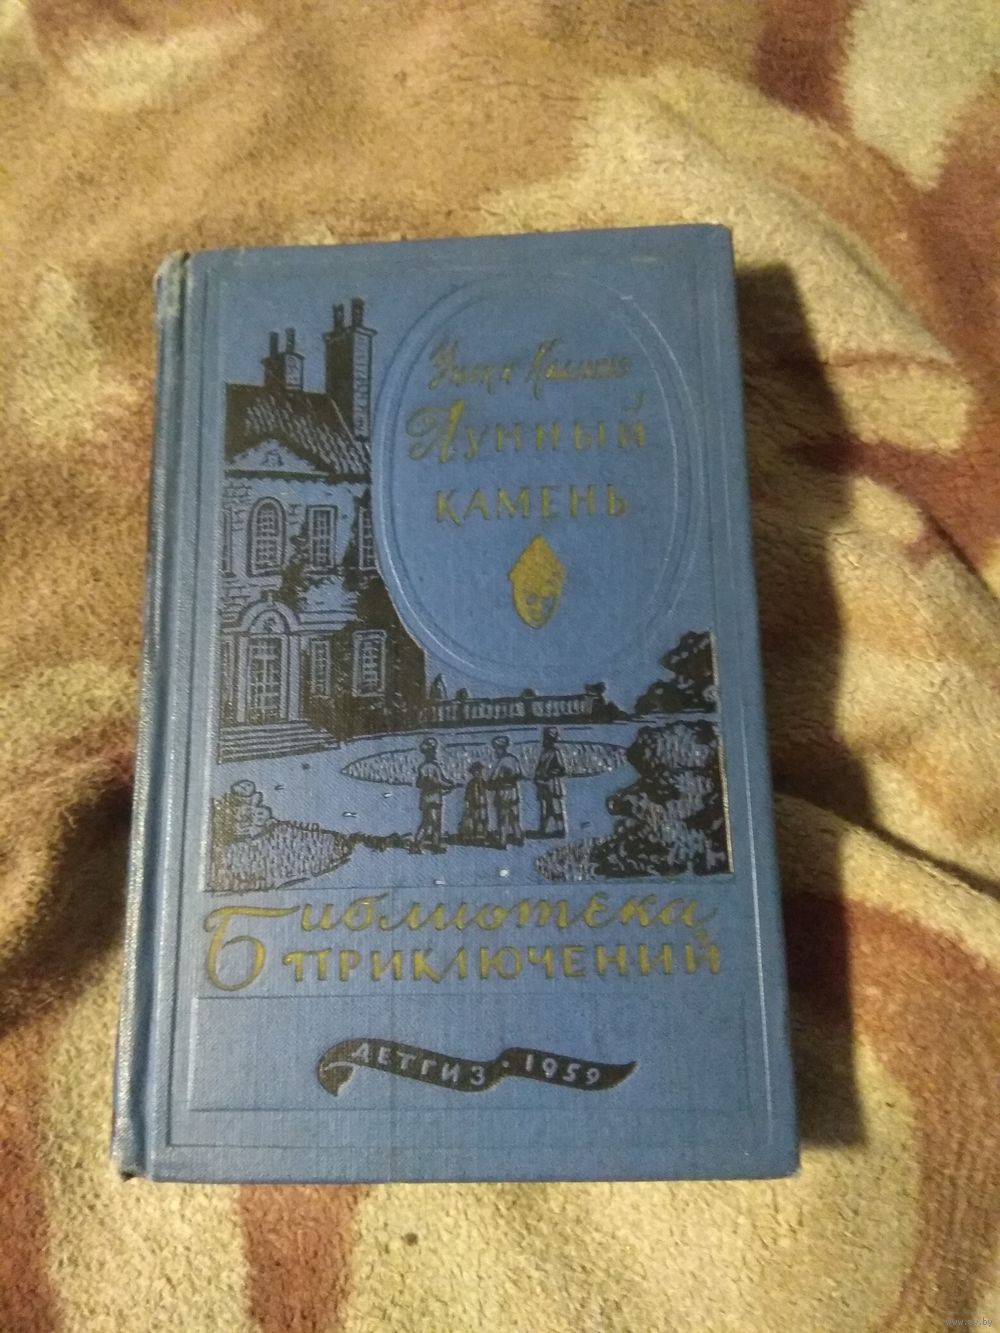 Уилки Коллинз
Лунный
камень
Библиотека
приключений
ДЕТГИЗ · 1959